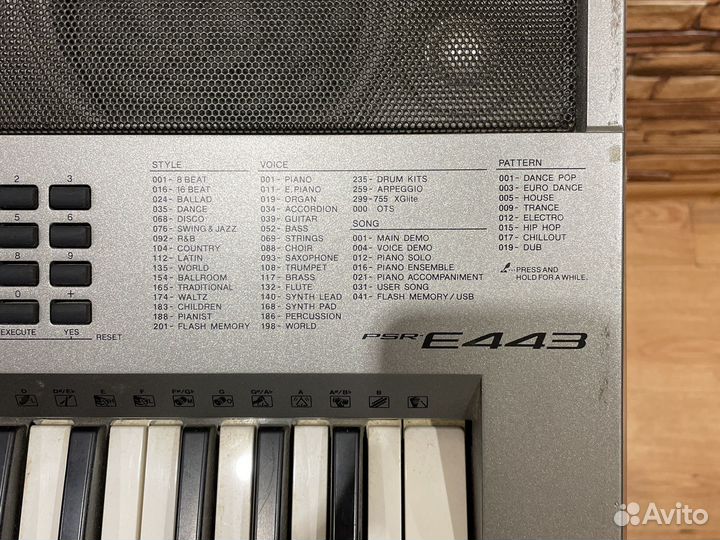 STYLE
001- 8 BEAT
016- 16 BEAT
024- BALLAD
035- DANCE
068- DISCO
076- SWING & JAZZ
092- R&B
104- COUNTRY
112- LATIN
135- WORLD
154- BALLROOM
165- TRADITIONAL
174- WALTZ
183- CHILDREN
188- PIANIST
201- FLASH MEMORY
VOICE
001- PIANO
011- E.PIANO
019- ORGAN
034- ACCORDION
039- GUITAR
052- BASS
069- STRINGS
088- CHOIR
093- SAXOPHONE
108- TRUMPET
117- BRASS
132- FLUTE
140- SYNTH LEAD
168- SYNTH PAD
186- PERCUSSION
198- WORLD
235- DRUM KITS
259- ARPEGGIO
299-755 XGlite
000 OTS
SONG
001- MAIN DEMO
004- VOICE DEMO
012- PIANO SOLO
016- PIANO ENSEMBLE
021- PIANO ACCOMPANIMENT
031- USER SONG
041- FLASH MEMORY/USB
PATTERN
001- DANCE POP
003- EURO DANCE
005- HOUSE
009- TRANCE
012- ELECTRO
015- HIP HOP
017- CHILLOUT
019- DUB
...PRESS AND
HOLD FOR A WHILE.
2 3
5 6
8 9
0 +
EXECUTE YES RESET
PSR-E443
D D#/E♭ E F F#/G♭ G G#/A♭ A A#/B♭ B
Avito